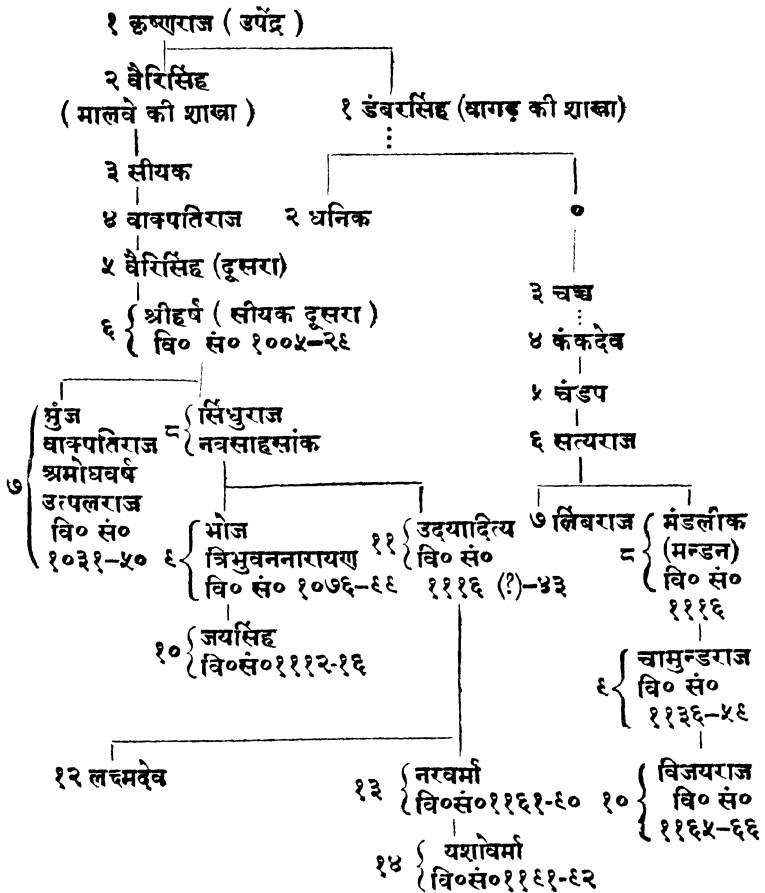 १ कृष्णराज ( उपेंद्र )
२ वैरिसिंह
( मालवे की शाखा )
१ डंबरसिंह (वागड़ की शाखा)
३ सीयक
४ वाक्पतिराज
२ धनिक
०
५ वैरिसिंह (दूसरा)
३ चच्च
६ { श्रीहर्ष ( सीयक दूसरा )
वि० सं० १००५–२९
४ कंकदेव
५ चंडप
६ सत्यराज
७ { मुंज
वाक्पतिराज
अमोघवर्ष
उत्पलराज
वि० सं०
१०३१–५०
८ { सिंधुराज
नवसाहसांक
९ { भोज
त्रिभुवननारायण
वि० सं० १०७६–९९
११ { उदयादित्य
वि० सं०
१११६ (?)–४३
७ लिंबराज
८ { मंडलीक
(मन्डन)
वि० सं०
१११६
१० { जयसिंह
वि०सं०१११२-१६
९ { चामुन्डराज
वि० सं०
११३६–५९
१२ लक्ष्मदेव
१३ { नरवर्मा
वि०सं०११६१-९०
१० { विजयराज
वि० सं०
११६५–६६
१४ { यशोवर्मा
वि०सं०११९१-९२